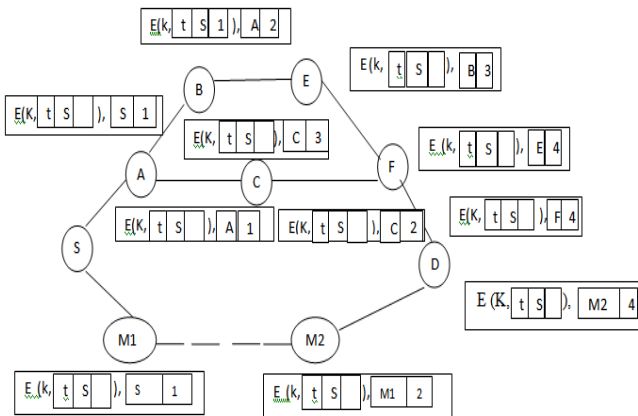 E(k, t S 1), A 2
E(k, t S ), B 3
B
E
E(K, t S ), S 1
E(K, t S ), C 3
E (k, t S ), E 4
A
C
F
E(K, t S ), A 1
E(K, t S ), C 2
E(K, t S ), F 4
S
D
E (K, t S ), M2 4
M1
M2
E (k, t S ), S 1
E (k, t S ), M1 2